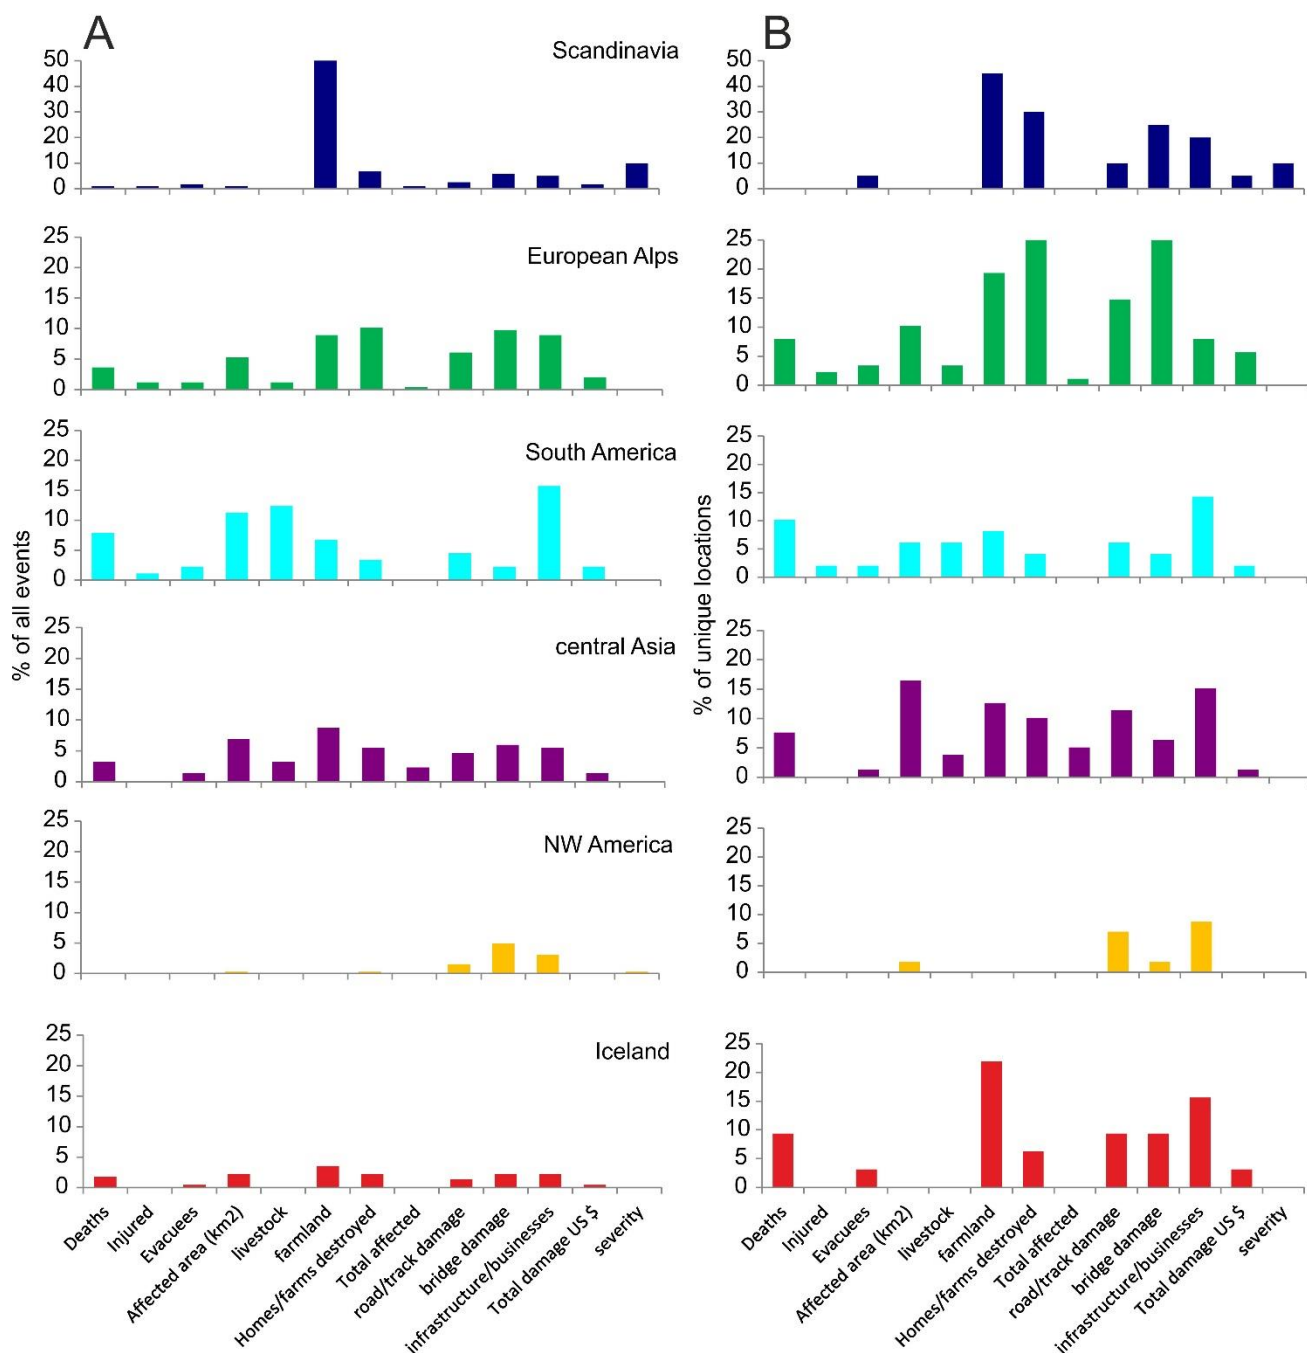 A
Scandinavia
50
40
30
20
10
0
European Alps
25
20
15
10
5
0
South America
25
20
15
10
5
0
central Asia
25
20
15
10
5
0
NW America
25
20
15
10
5
0
Iceland
25
20
15
10
5
0
% of all events
Deaths
Injured
Evacuees
Affected area (km2)
livestock
farmland
Homes/farms destroyed
Total affected
road/track damage
bridge damage
infrastructure/businesses
Total damage US $
severity
B
50
40
30
20
10
0
25
20
15
10
5
0
25
20
15
10
5
0
25
20
15
10
5
0
25
20
15
10
5
0
25
20
15
10
5
0
% of unique locations
Deaths
Injured
Evacuees
Affected area (km2)
livestock
farmland
Homes/farms destroyed
Total affected
road/track damage
bridge damage
infrastructure/businesses
Total damage US $
severity